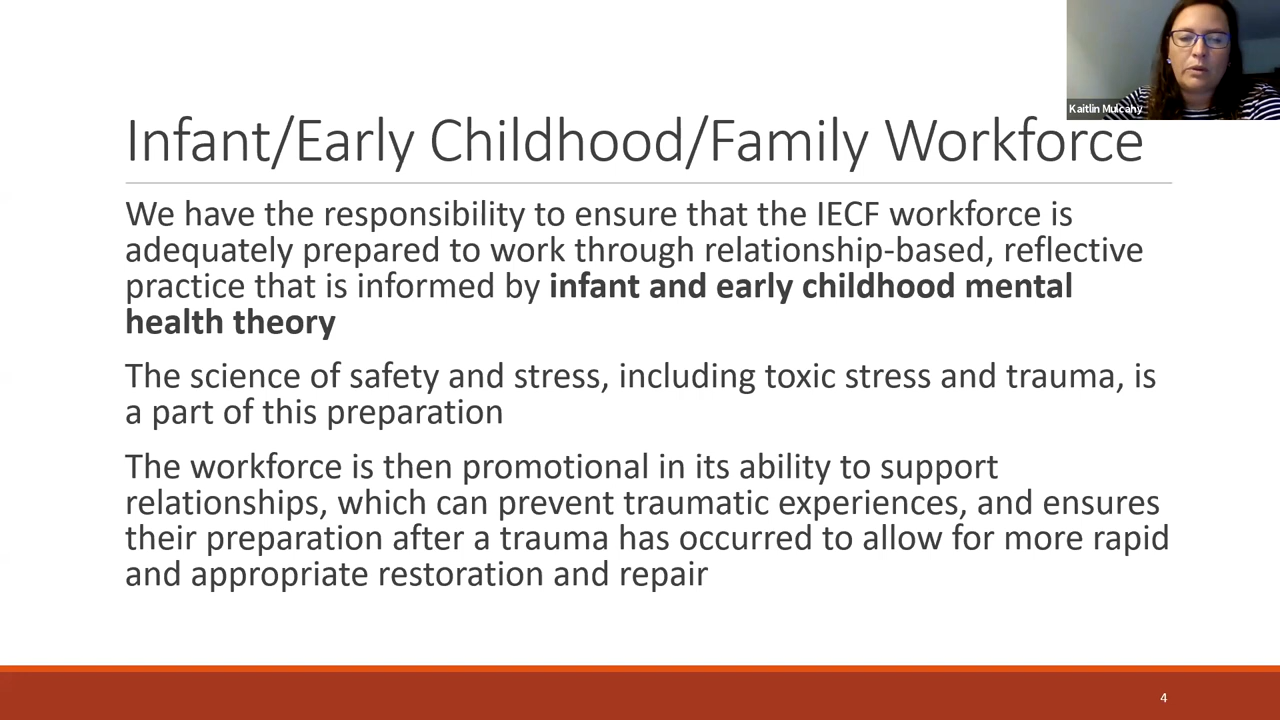 Kaitlin Mulcahy
Infant/Early Childhood/Family Workforce
We have the responsibility to ensure that the IECF workforce is
adequately prepared to work through relationship-based, reflective
practice that is informed by infant and early childhood mental
health theory
The science of safety and stress, including toxic stress and trauma, is
a part of this preparation
The workforce is then promotional in its ability to support
relationships, which can prevent traumatic experiences, and ensures
their preparation after a trauma has occurred to allow for more rapid
and appropriate restoration and repair
4